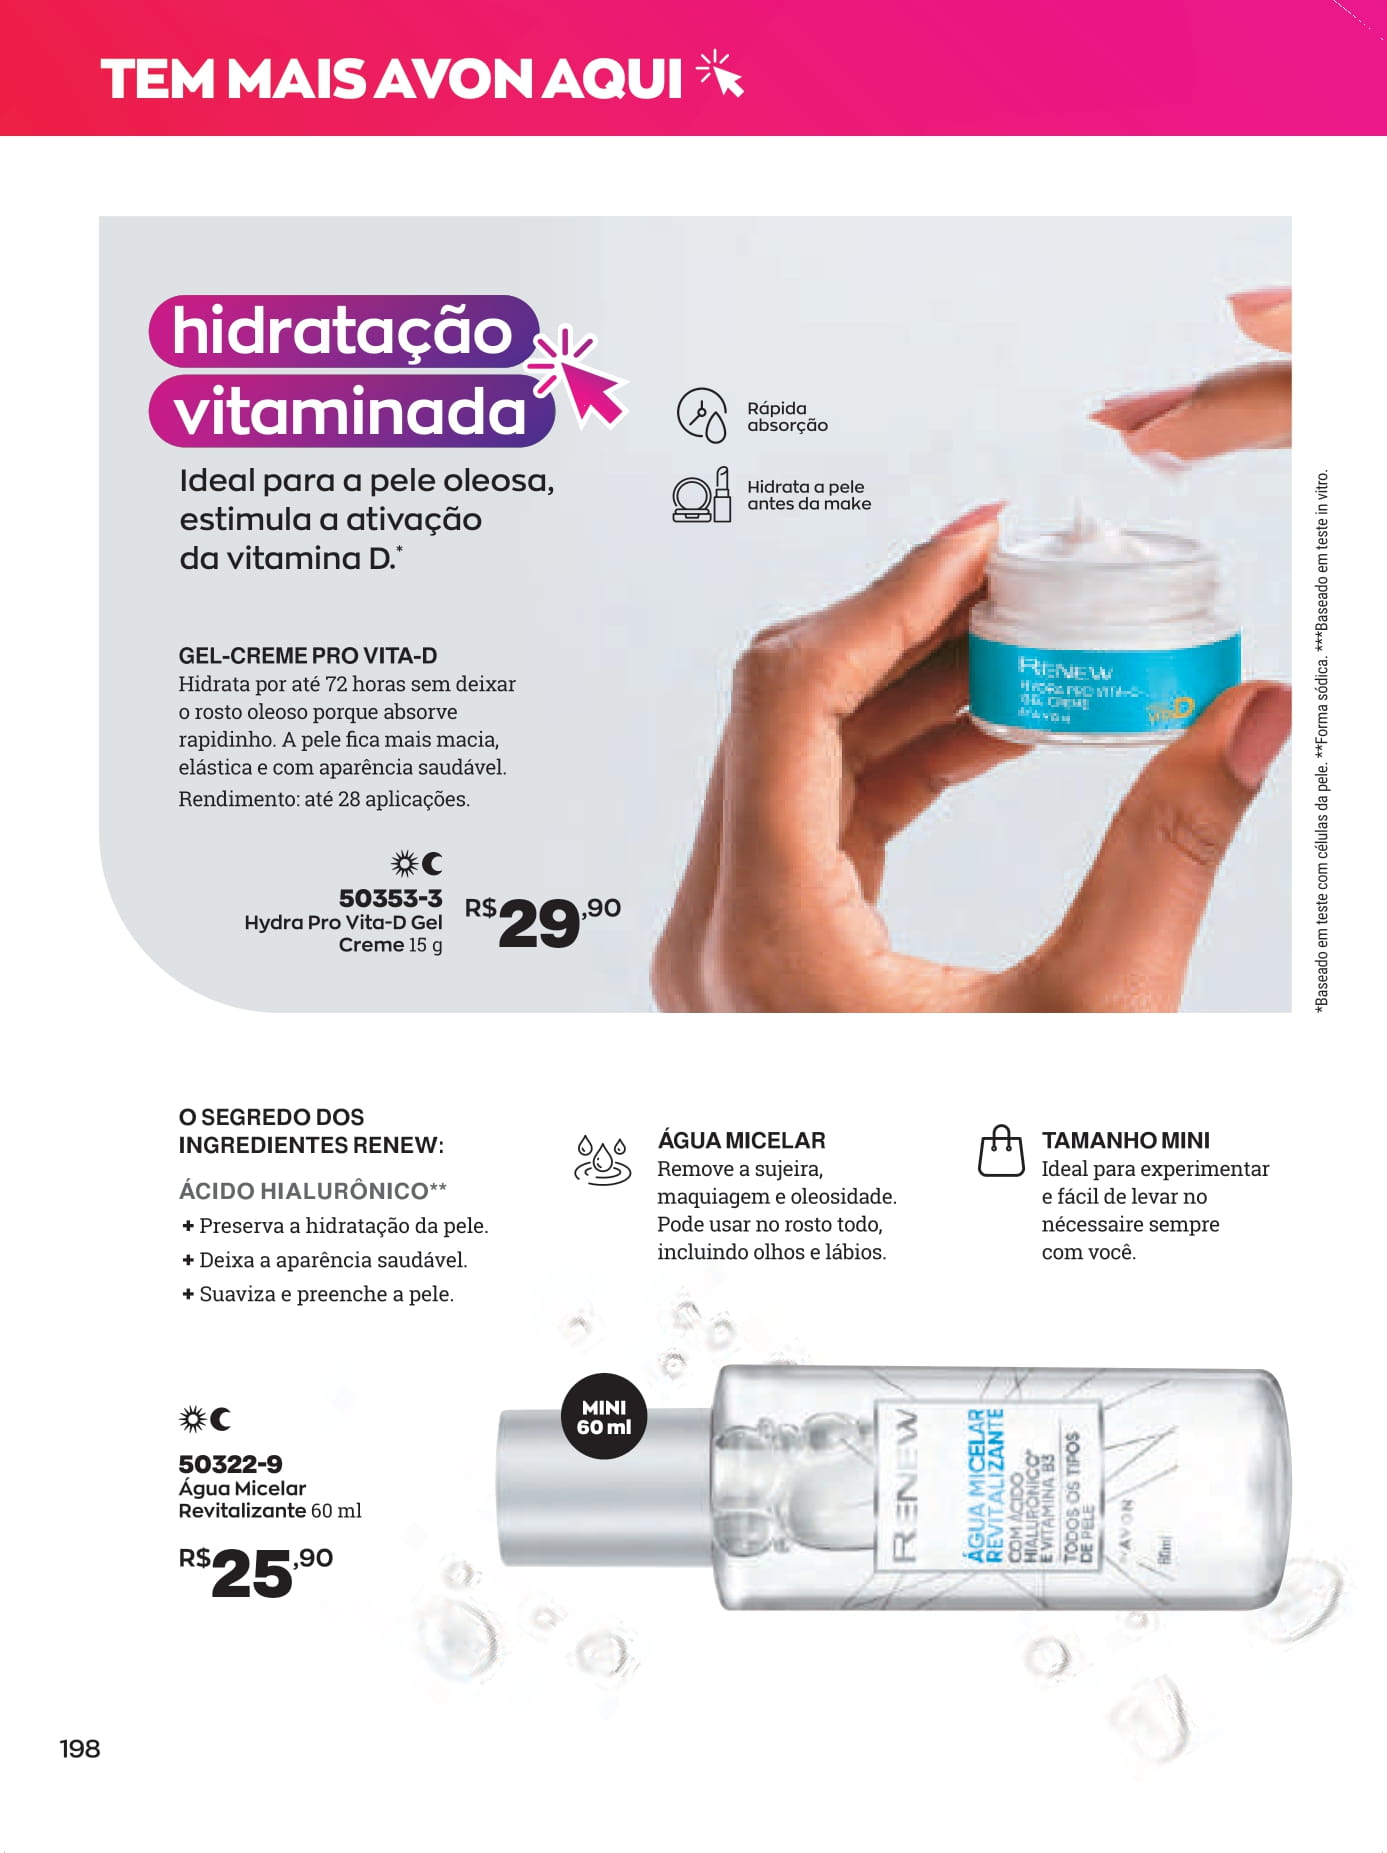 TEM MAIS AVON AQUI
hidratação
vitaminada
Ideal para a pele oleosa,
estimula a ativação
da vitamina D.*
Rápida
absorção
Hidrata a pele
antes da make
GEL-CREME PRO VITA-D
Hidrata por até 72 horas sem deixar
o rosto oleoso porque absorve
rapidinho. A pele fica mais macia,
elástica e com aparência saudável.
Rendimento: até 28 aplicações.
50353-3
Hydra Pro Vita-D Gel
Creme 15 g
R$29,90
RENEW
HYDRA PRO VITA-D
GEL CREME
AVON
D
*Baseado em teste com células da pele. **Forma sódica. ***Baseado em teste in vitro.
O SEGREDO DOS
INGREDIENTES RENEW:
ÁCIDO HIALURÔNICO**
+ Preserva a hidratação da pele.
+ Deixa a aparência saudável.
+ Suaviza e preenche a pele.
ÁGUA MICELAR
Remove a sujeira,
maquiagem e oleosidade.
Pode usar no rosto todo,
incluindo olhos e lábios.
TAMANHO MINI
Ideal para experimentar
e fácil de levar no
nécessaire sempre
com você.
50322-9
Água Micelar
Revitalizante 60 ml
R$25,90
MINI
60 ml
RENEW
ÁGUA MICELAR
REVITALIZANTE
COM ÁCIDO
HIALURÔNICO*
E VITAMINA B3
TODOS OS TIPOS
DE PELE
AVON
60ml
198